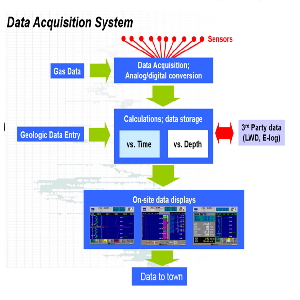 Data Acquisition System
Sensors
Gas Data
Data Acquisition;
Analog/digital conversion
Calculations; data storage
Geologic Data Entry
vs. Time
vs. Depth
3rd Party data
(LWD, E-log)
On-site data displays
Data to town